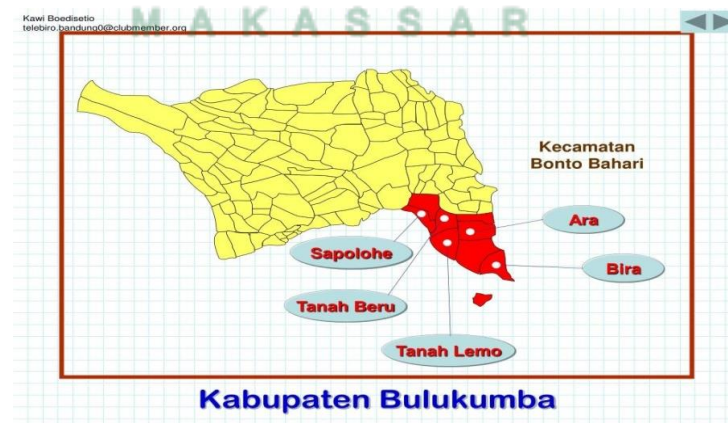 Kawi Boedisetio
telebiro.bandung0@clubmember.org
MAKASSAR
Kecamatan
Bonto Bahari
Ara
Sapolohe
Bira
Tanah Beru
Tanah Lemo
Kabupaten Bulukumba